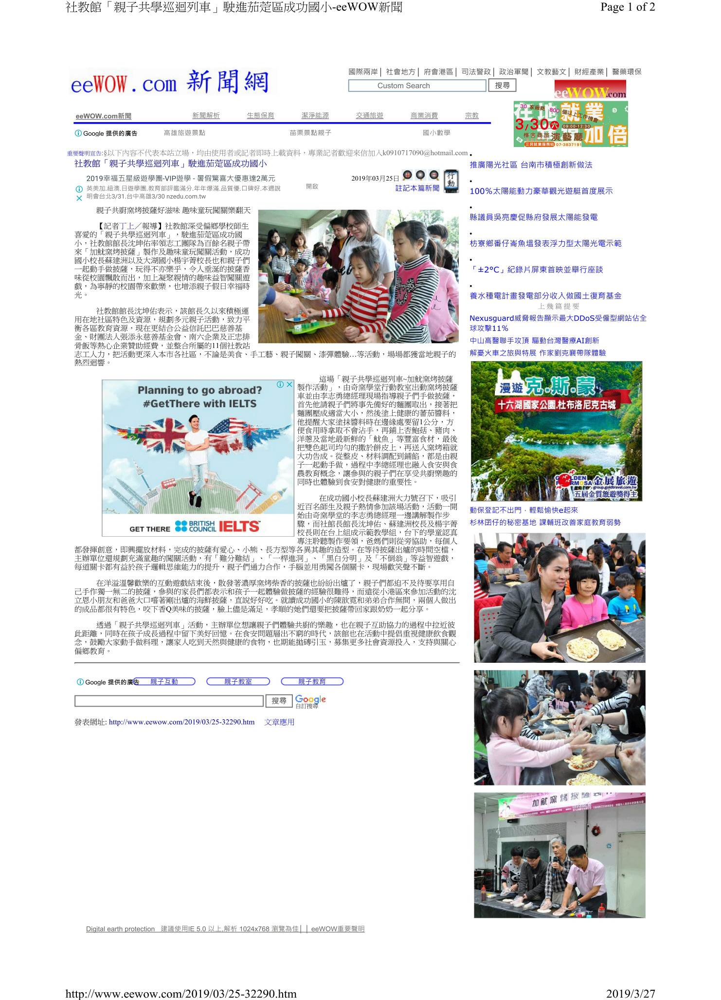 社教館「親子共學巡迴列車」駛進茄萣區成功國小-eeWOW新聞
Page 1 of 2
eeWOW.com 新聞網
國際兩岸│ 社會地方│ 府會港區│ 司法警政│ 政治軍聞│ 文教藝文│ 財經產業│ 醫藥環保
Custom Search
搜尋
eeWOW.com
30 家廠商 800 個以上工作機會
在地就業
3/30六 09:00-12:30
加倍
樺舍商旅演藝廳
三民就業服務站 07-3837191
eeWOW.com新聞 新聞解析 生態保育 潔淨能源 交通旅遊 商業消費 宗教
Google 提供的廣告 高雄旅遊景點 苗栗景點親子 國小數學
重要聲明宣告:§以下內容不代表本站立場，均由使用者或記者即時上載資料，專業記者歡迎來信加入k0910717090@hotmail.com
社教館「親子共學巡迴列車」駛進茄萣區成功國小
2019幸福五星級遊學團-VIP遊學 - 暑假驚喜大優惠達2萬元
英美加.紐澳.日遊學團.教育部評鑑滿分.年年爆滿.品質優.口碑好.本週說
明會台北3/31.台中高雄3/30 nzedu.com.tw
開啟
2019年03月25日
註記本篇新聞
行動
親子共廚窯烤披薩好滋味 趣味童玩闖關樂翻天
【記者丁上／報導】社教館深受偏鄉學校師生
喜愛的「親子共學巡迴列車」，駛進茄萣區成功國
小，社教館館長沈坤佑率領志工團隊為百餘名親子帶
來「加魷窯烤披薩」製作及趣味童玩闖關活動，成功
國小校長蘇建洲以及大湖國小楊宇菁校長也和親子們
一起動手做披薩，玩得不亦樂乎，令人垂涎的披薩香
味從校園飄散而出，加上凝聚親情的趣味益智闖關遊
戲，為寧靜的校園帶來歡樂，也增添親子假日幸福時
光。
社教館館長沈坤佑表示，該館長久以來積極運
用在地社區特色及資源，規劃多元親子活動，致力平
衡各區教育資源，現在更結合公益信託巴巴慈善基
金、財團法人張添永慈善基金會、南六企業及正忠排
骨飯等熱心企業贊助經費，並整合所屬的11個社教站
志工人力，把活動更深入本市各社區，不論是美食、手工藝、親子闖關、漆彈體驗...等活動，場場都獲當地親子的
熱烈迴響。
Planning to go abroad?
#GetThere with IELTS
GET THERE BRITISH COUNCIL IELTS™
這場「親子共學巡迴列車~加魷窯烤披薩
製作活動」，由奇窯學堂行動教室出動窯烤披薩
車並由李志勇總經理現場指導親子們手做披薩，
首先他請親子們將事先備好的麵團取出，接著把
麵團壓成適當大小，然後塗上健康的蕃茄醬料，
他提醒大家塗抹醬料時在邊緣處要留1公分，方
便食用時拿取不會沾手，再鋪上杏鮑菇、豬肉、
洋蔥及當地最新鮮的「魷魚」等豐富食材，最後
把雙色起司均勻的撒於餅皮上，再送入窯烤箱就
大功告成。從整皮、材料調配到鋪餡，都是由親
子一起動手做，過程中李總經理也融入食安與食
農教育概念，讓參與的親子們在享受共廚樂趣的
同時也體驗到食安對健康的重要性。
在成功國小校長蘇建洲大力號召下，吸引
近百名師生及親子熱情參加該場活動，活動一開
始由奇窯學堂的李志勇總經理一邊講解製作步
驟，而社館長館長沈坤佑、蘇建洲校長及楊宇菁
校長則在台上組成示範教學組，台下的學童認真
專注聆聽製作要領，爸媽們則從旁協助，每個人
都發揮創意，即興擺放材料，完成的披薩有愛心、小熊、長方型等各異其趣的造型。在等待披薩出爐的時間空檔，
主辦單位還規劃充滿童趣的闖關活動，有「難分難結」、「一桿進洞」、「黑白分明」及「不倒翁」等益智遊戲，
每道關卡都有益於孩子邏輯思維能力的提升，親子們通力合作，手腦並用勇闖各個關卡，現場歡笑聲不斷。
在洋溢溫馨歡樂的互動遊戲結束後，散發著濃厚窯烤柴香的披薩也紛紛出爐了，親子們都迫不及待要享用自
己手作獨一無二的披薩，參與的家長們都表示和孩子一起體驗做披薩的經驗很難得，而遠從小港區來參加活動的沈
立恩小朋友和爸爸大口嚐著剛出爐的海鮮披薩，直說好好吃。就讀成功國小的陳歆霓和弟弟合作無間，兩個人做出
的成品都很有特色，咬下香Q美味的披薩，臉上儘是滿足，孝順的她們還要把披薩帶回家跟奶奶一起分享。
透過「親子共學巡迴列車」活動，主辦單位想讓親子們體驗共廚的樂趣，也在親子互助協力的過程中拉近彼
此距離，同時在孩子成長過程中留下美好回憶。在食安問題層出不窮的時代，該館也在活動中提倡重視健康飲食觀
念，鼓勵大家動手做料理，讓家人吃到天然與健康的食物，也期能拋磚引玉，募集更多社會資源投入，支持與關心
偏鄉教育。
Google 提供的廣告 親子互動 親子教室 親子教育
搜尋 Google
自訂搜尋
發表網址: http://www.eewow.com/2019/03/25-32290.htm 文章應用
推廣陽光社區 台南市積極創新做法
100%太陽能動力豪華觀光遊艇首度展示
縣議員吳亮慶促縣府發展太陽能發電
枋寮鄉番仔崙魚塭發表浮力型太陽光電示範
「±2°C」紀錄片屏東首映並舉行座談
養水種電計畫發電部分收入做國土復育基金
上幾篇提要
Nexusguard威脅報告顯示最大DDoS受僱型網站佔全
球攻擊11%
中山高醫聯手攻頂 驅動台灣醫療AI創新
解憂火車之旅與特展 作家劉克襄帶隊體驗
漫遊克.斯.蒙
十六湖國家公園.杜布洛尼克古城
GOLDEN FORMOSA 金展旅遊
group.goldtravel.com.tw
五屆金質旅遊獎得主
動保登記不出門．輕鬆愉快e起來
杉林囝仔的秘密基地 課輔班改善家庭教育弱勢
加魷窯烤披薩製作
Digital earth protection 建議使用IE 5.0 以上,解析 1024x768 瀏覽為佳││ eeWOW重要聲明
http://www.eewow.com/2019/03/25-32290.htm
2019/3/27